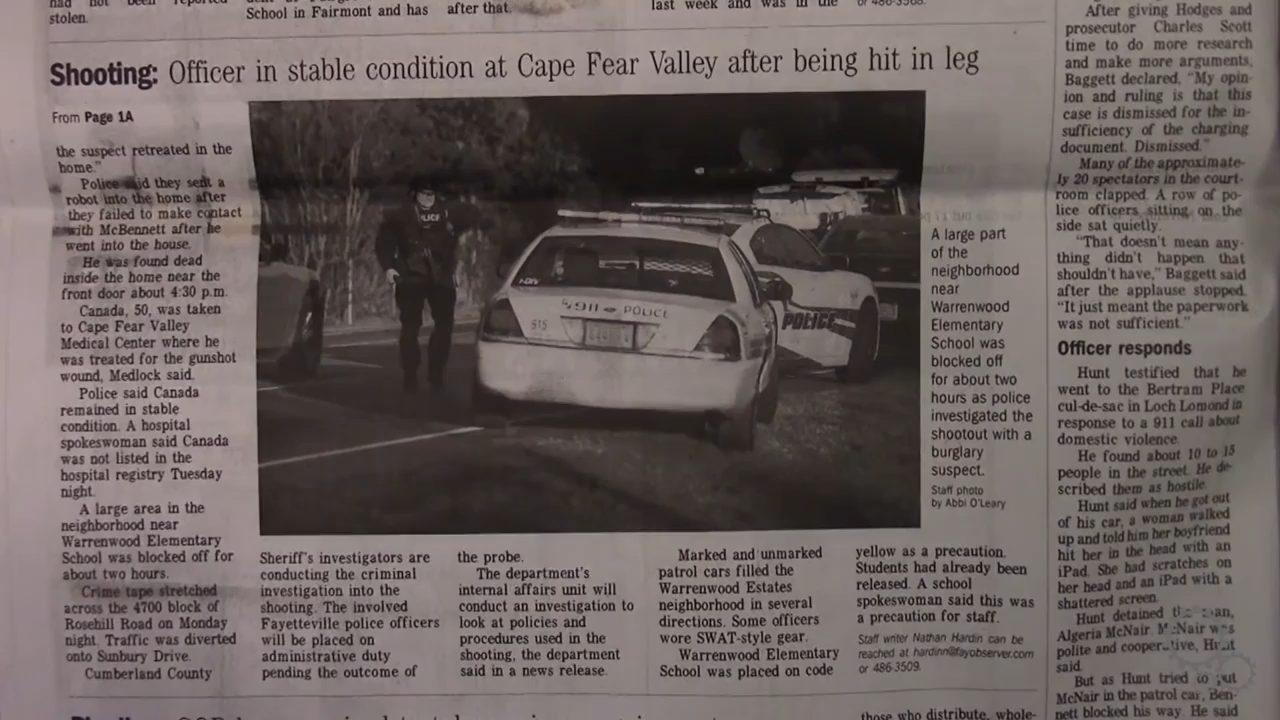 had not been reported
stolen.
School in Fairmont and has
after that.
last week and was in the
or 486-3568.
Shooting: Officer in stable condition at Cape Fear Valley after being hit in leg
From Page 1A
the suspect retreated in the
home."
Police said they sent a
robot into the home after
they failed to make contact
with McBennett after he
went into the house.
He was found dead
inside the home near the
front door about 4:30 p.m.
Canada, 50, was taken
to Cape Fear Valley
Medical Center where he
was treated for the gunshot
wound, Medlock said.
Police said Canada
remained in stable
condition. A hospital
spokeswoman said Canada
was not listed in the
hospital registry Tuesday
night.
A large area in the
neighborhood near
Warrenwood Elementary
School was blocked off for
about two hours.
Crime tape stretched
across the 4700 block of
Rosehill Road on Monday
night. Traffic was diverted
onto Sunbury Drive.
Cumberland County
POLICE
911 POLICE
515
POLICE
A large part
of the
neighborhood
near
Warrenwood
Elementary
School was
blocked off
for about two
hours as police
investigated the
shootout with a
burglary
suspect.
Staff photo
by Abbi O'Leary
Sheriff's investigators are
conducting the criminal
investigation into the
shooting. The involved
Fayetteville police officers
will be placed on
administrative duty
pending the outcome of
the probe.
The department's
internal affairs unit will
conduct an investigation to
look at policies and
procedures used in the
shooting, the department
said in a news release.
Marked and unmarked
patrol cars filled the
Warrenwood Estates
neighborhood in several
directions. Some officers
wore SWAT-style gear.
Warrenwood Elementary
School was placed on code
yellow as a precaution.
Students had already been
released. A school
spokeswoman said this was
a precaution for staff.
Staff writer Nathan Hardin can be
reached at hardinn@fayobserver.com
or 486-3509.
After giving Hodges and
prosecutor Charles Scott
time to do more research
and make more arguments,
Baggett declared, "My opin-
ion and ruling is that this
case is dismissed for the in-
sufficiency of the charging
document. Dismissed."
Many of the approximate-
ly 20 spectators in the court-
room clapped. A row of po-
lice officers sitting on the
side sat quietly.
"That doesn't mean any-
thing didn't happen that
shouldn't have," Baggett said
after the applause stopped.
"It just meant the paperwork
was not sufficient."
Officer responds
Hunt testified that he
went to the Bertram Place
cul-de-sac in Loch Lomond in
response to a 911 call about
domestic violence.
He found about 10 to 15
people in the street. He de-
scribed them as hostile.
Hunt said when he got out
of his car, a woman walked
up and told him her boyfriend
hit her in the head with an
iPad. She had scratches on
her head and an iPad with a
shattered screen.
Hunt detained the man,
Algeria McNair. McNair was
polite and cooperative, Hunt
said.
But as Hunt tried to put
McNair in the patrol car, Ben-
nett blocked his way. He said
those who distribute, whole-